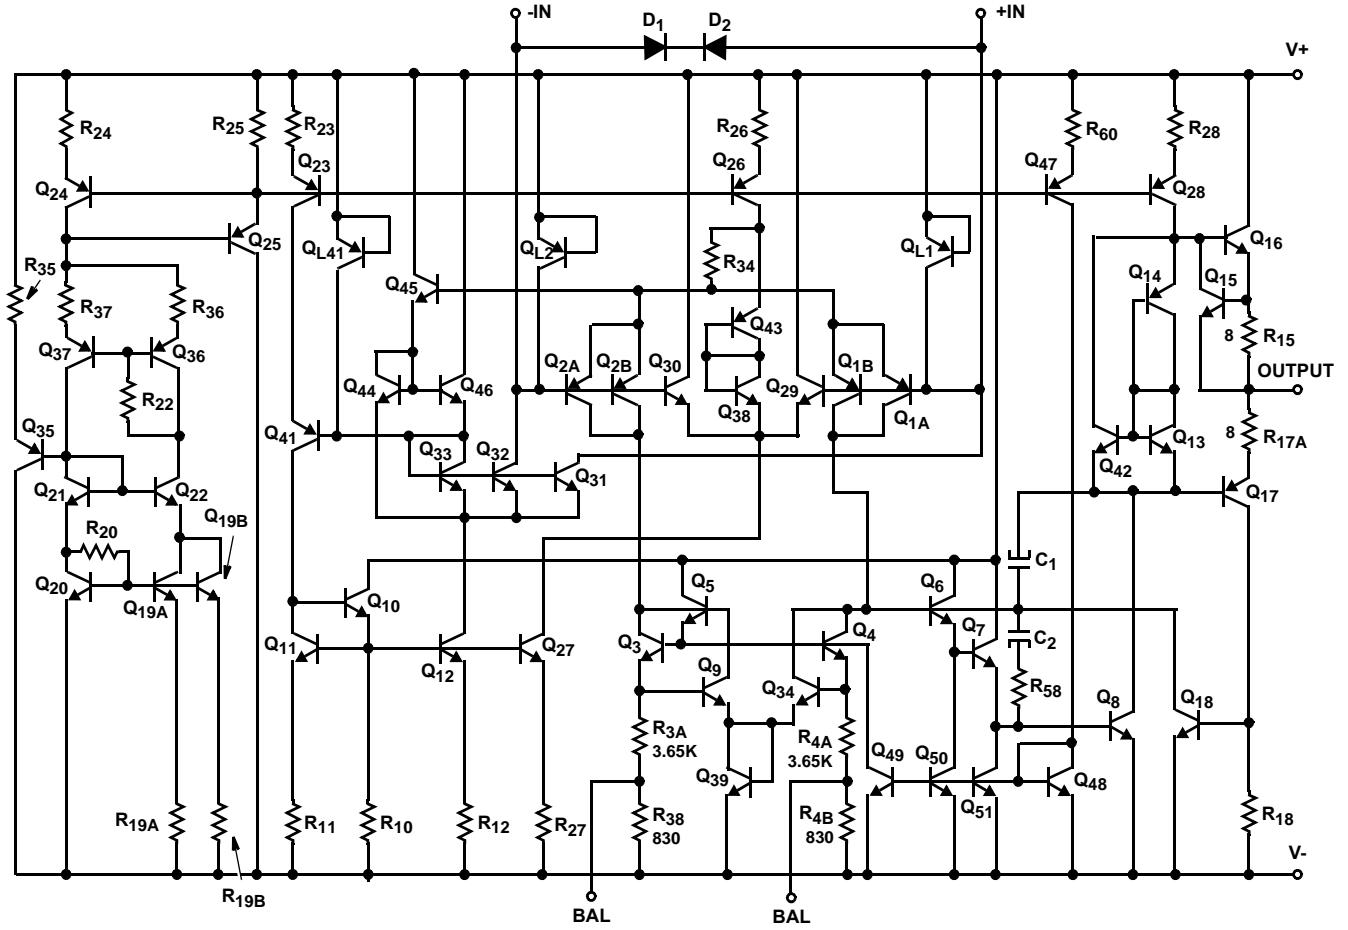 -IN
D1 D2
+IN
V+
R24
R25
R23
R26
R60
R28
Q23
Q24
Q26
Q47
Q28
Q25
QL41
QL2
QL1
Q16
R35
R34
Q14
Q15
Q45
R37
R36
Q43
8
R15
Q37
Q36
Q2A
Q2B
Q30
Q1B
OUTPUT
Q44
Q46
Q29
R22
Q38
Q1A
Q35
Q41
Q33
Q32
Q13
8
R17A
Q42
Q31
Q21
Q22
Q17
Q19B
R20
C1
Q5
Q6
Q20
Q19A
Q10
Q7
Q11
Q12
Q27
Q3
Q4
C2
Q9
Q34
R58
Q8
Q18
R3A
3.65K
R4A
3.65K
Q49
Q50
Q39
Q48
Q51
R19A
R11
R10
R12
R27
R38
830
R4B
830
R18
V-
R19B
BAL
BAL